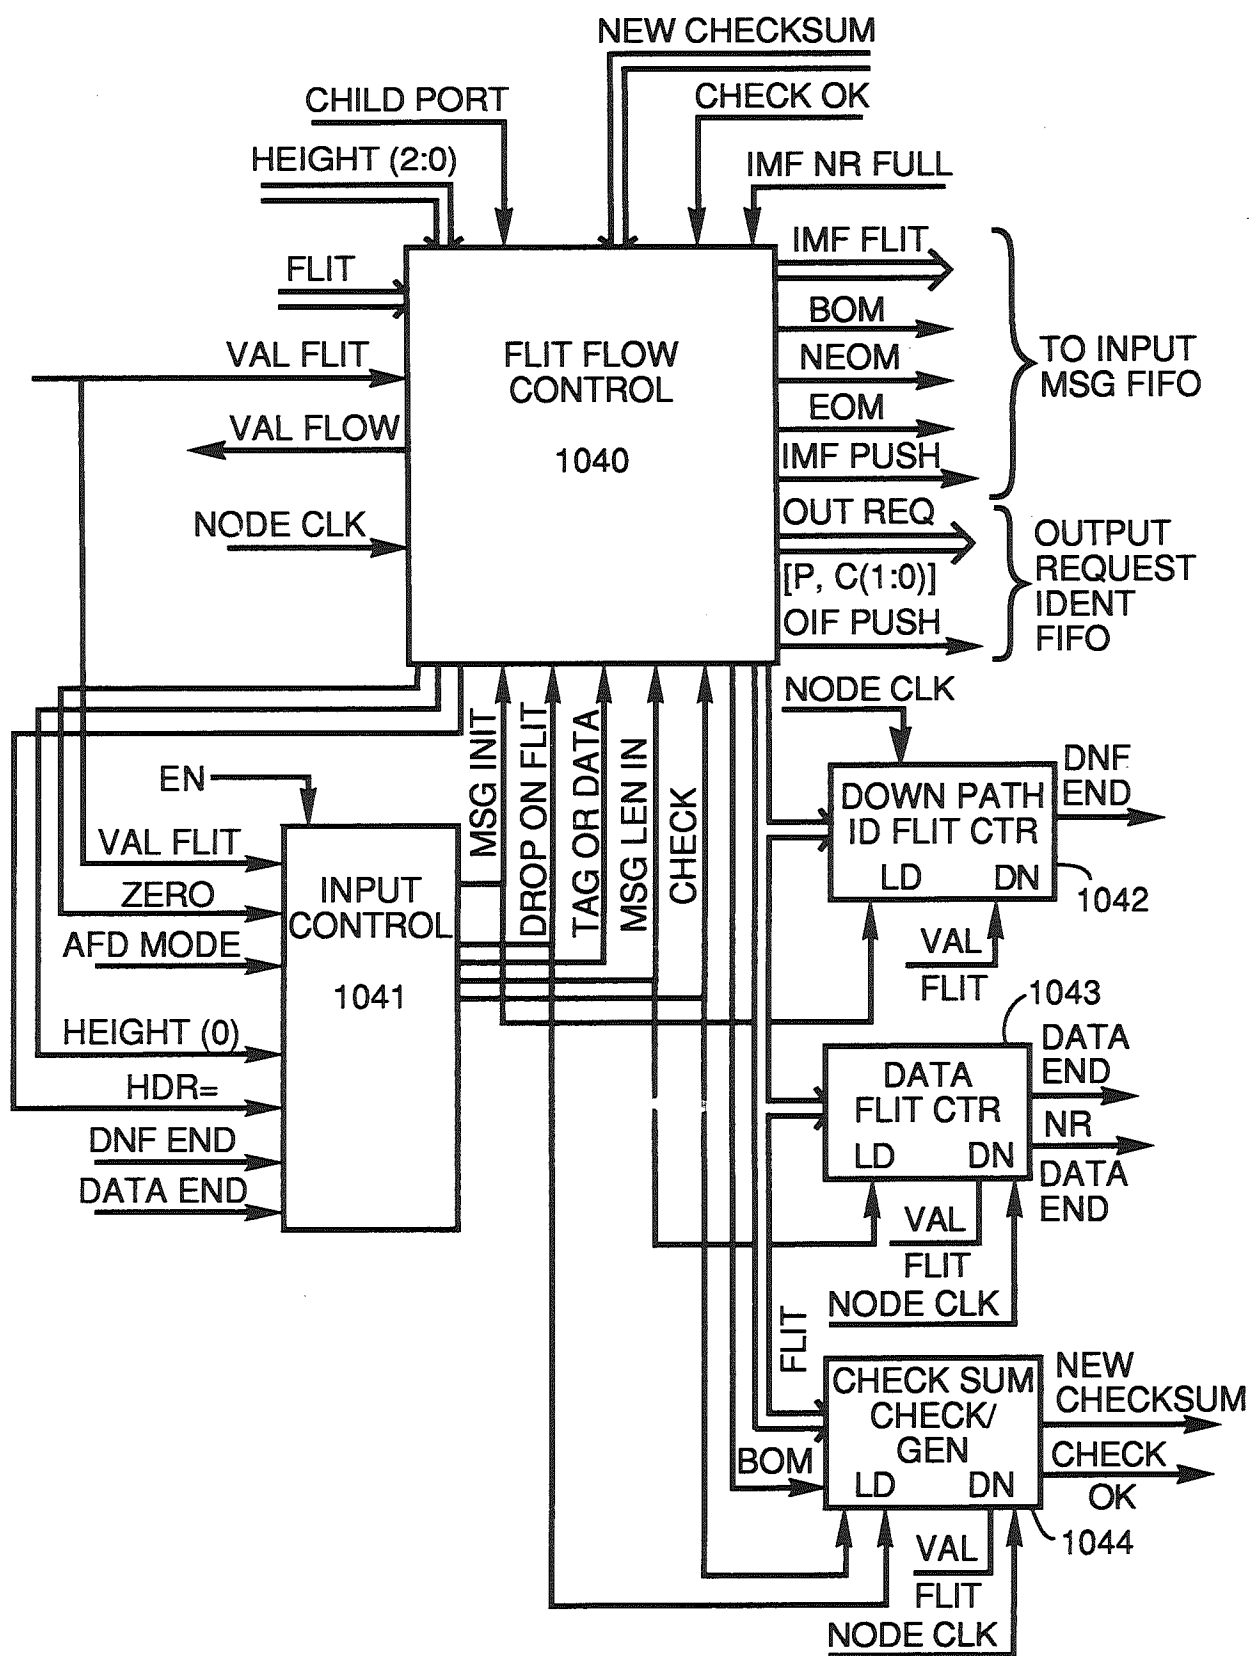 NEW CHECKSUM
CHILD PORT
CHECK OK
HEIGHT (2:0)
IMF NR FULL
FLIT
VAL FLIT
VAL FLOW
NODE CLK
FLIT FLOW
CONTROL
1040
IMF FLIT
BOM
NEOM
EOM
IMF PUSH
TO INPUT
MSG FIFO
OUT REQ
[P, C(1:0)]
OIF PUSH
OUTPUT
REQUEST
IDENT
FIFO
MSG INIT
DROP ON FLIT
TAG OR DATA
MSG LEN IN
CHECK
EN
VAL FLIT
ZERO
AFD MODE
HEIGHT (0)
HDR=
DNF END
DATA END
INPUT
CONTROL
1041
NODE CLK
DOWN PATH
ID FLIT CTR
LD DN
DNF
END
1042
VAL
FLIT
1043
DATA
FLIT CTR
LD DN
DATA
END
NR
DATA
END
VAL
FLIT
NODE CLK
FLIT
CHECK SUM
CHECK/
GEN
LD DN
BOM
NEW
CHECKSUM
CHECK
OK
1044
VAL
FLIT
NODE CLK